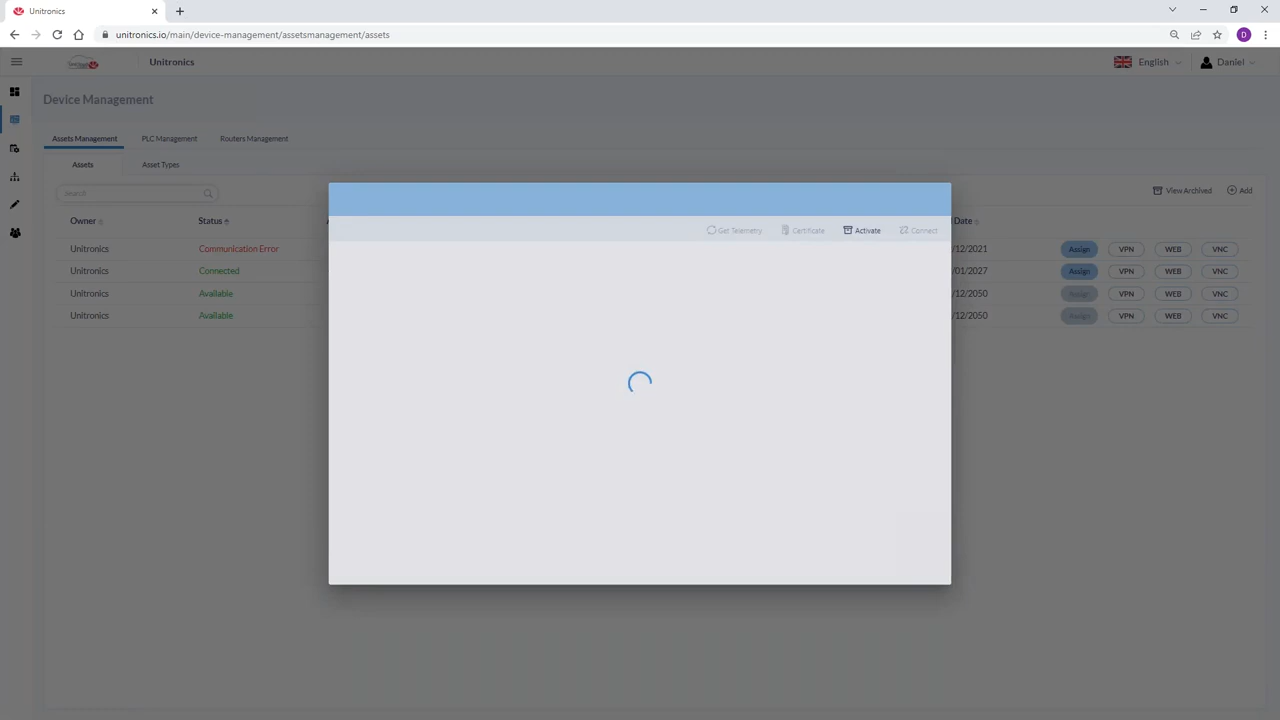 Unitronics
unitronics.io/main/device-management/assetsmanagement/assets
D
Unitronics
English
Daniel
Device Management
Assets Management
PLC Management
Routers Management
Assets
Asset Types
Search
View Archived
Add
Owner
Status
Date
Get Telemetry
Certificate
Activate
Connect
Unitronics
Communication Error
/12/2021
Assign
VPN
WEB
VNC
Unitronics
Connected
/01/2027
Assign
VPN
WEB
VNC
Unitronics
Available
/12/2050
Assign
VPN
WEB
VNC
Unitronics
Available
/12/2050
Assign
VPN
WEB
VNC